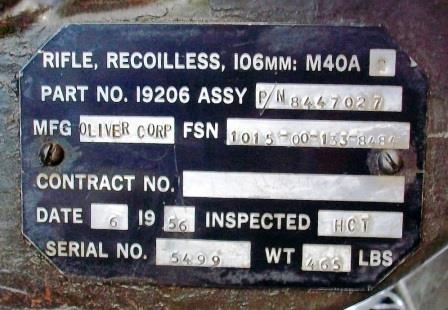 RIFLE, RECOILLESS, 106MM: M40A
PART NO. 19206 ASSY P/N 8447027
MFG OLIVER CORP FSN 1015-00-133-8484
CONTRACT NO.
DATE 6 19 56 INSPECTED HCT
SERIAL NO. 5499 WT 465 LBS